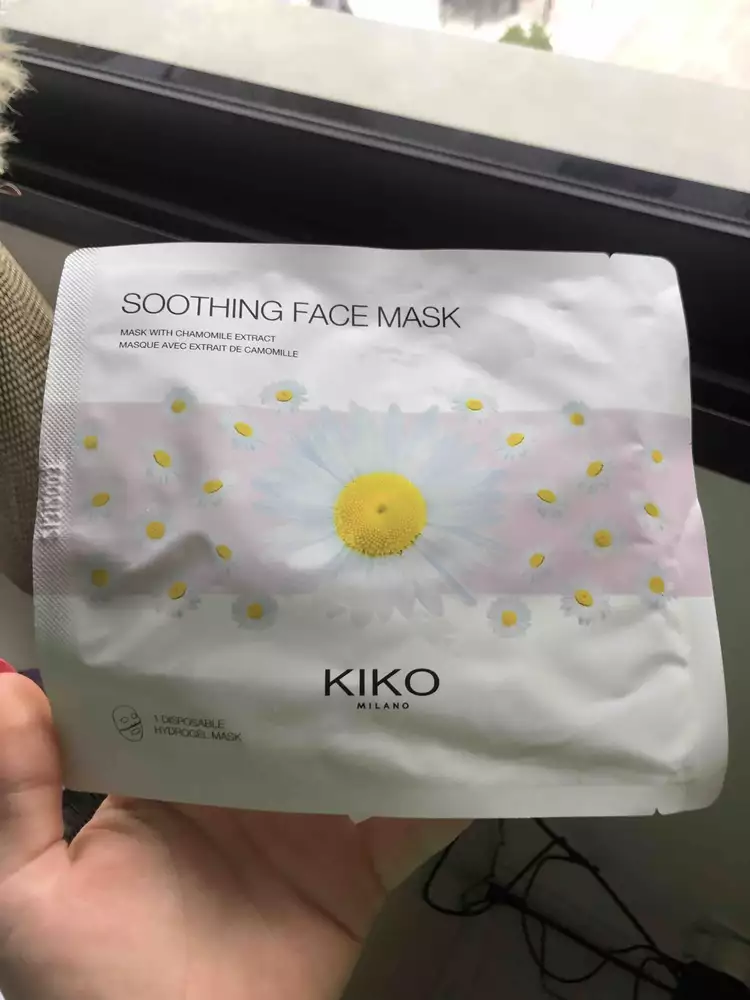 SOOTHING FACE MASK
MASK WITH CHAMOMILE EXTRACT
MASQUE AVEC EXTRAIT DE CAMOMILLE
KIKO
MILANO
1 DISPOSABLE
HYDROGEL MASK